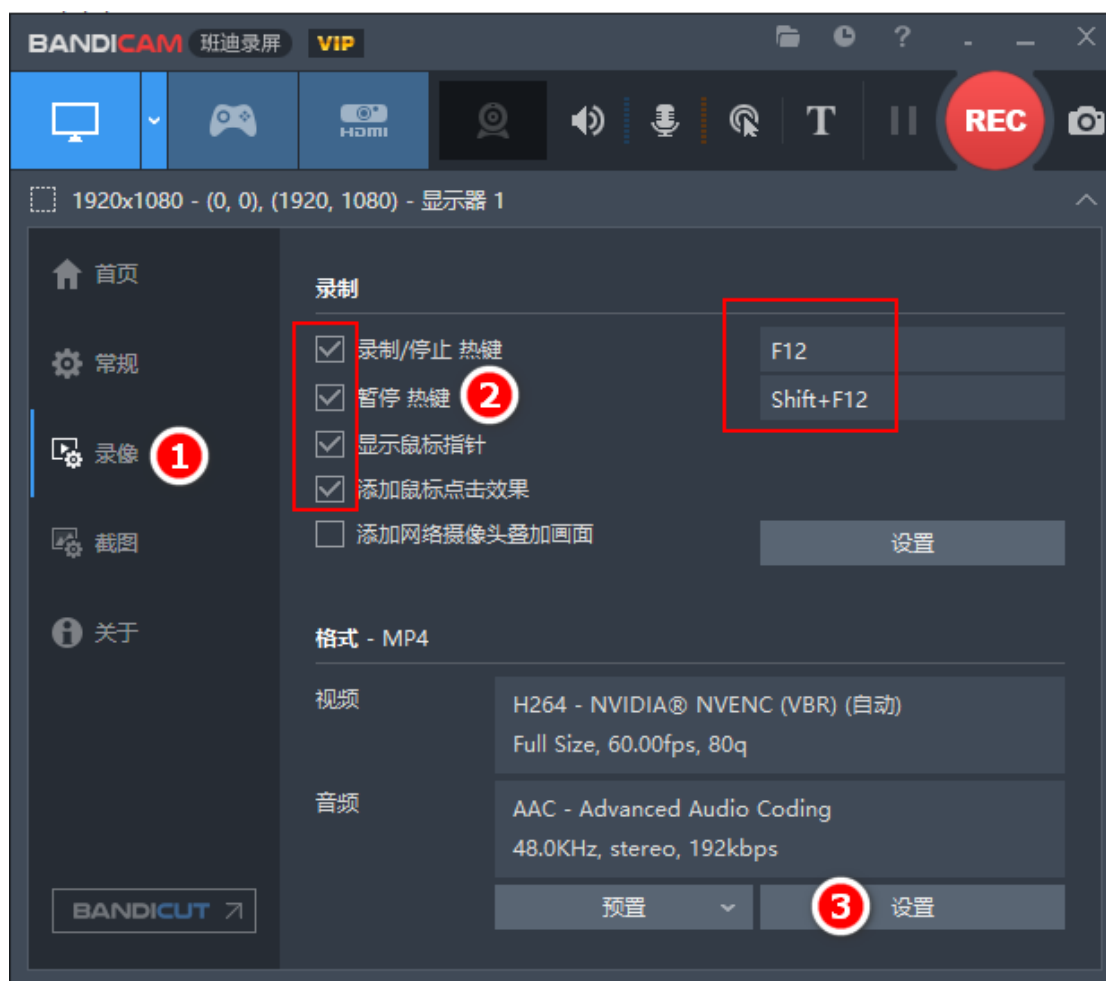 BANDICAM 班迪录屏 VIP
HDMI
T
REC
1920x1080 - (0, 0), (1920, 1080) - 显示器 1
首页
常规
录像 1
截图
关于
BANDICUT
录制
录制/停止 热键 F12
暂停 热键 2 Shift+F12
显示鼠标指针
添加鼠标点击效果
添加网络摄像头叠加画面 设置
格式 - MP4
视频 H264 - NVIDIA® NVENC (VBR) (自动)
Full Size, 60.00fps, 80q
音频 AAC - Advanced Audio Coding
48.0KHz, stereo, 192kbps
预置 3 设置